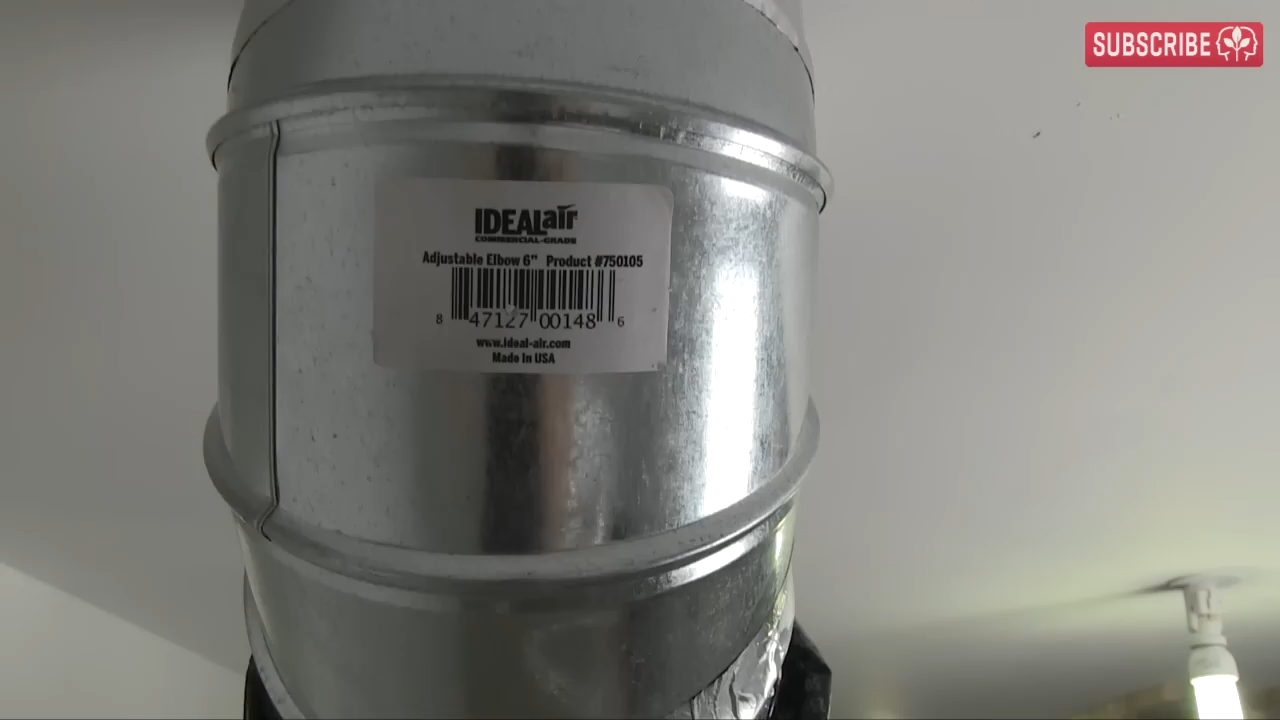 SUBSCRIBE
IDEALair
COMMERCIAL-GRADE
Adjustable Elbow 6" Product #750105
8 47127 00148 6
www.ideal-air.com
Made In USA